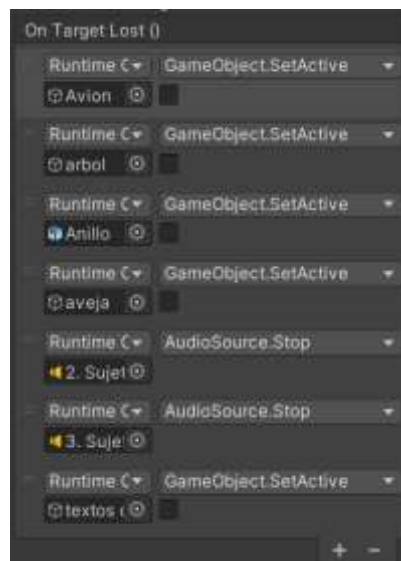 On Target Lost ()
Runtime C GameObject.SetActive
Avion
Runtime C GameObject.SetActive
arbol
Runtime C GameObject.SetActive
Anillo
Runtime C GameObject.SetActive
aveja
Runtime C AudioSource.Stop
2. Sujet
Runtime C AudioSource.Stop
3. Suje
Runtime C GameObject.SetActive
textos
+ -